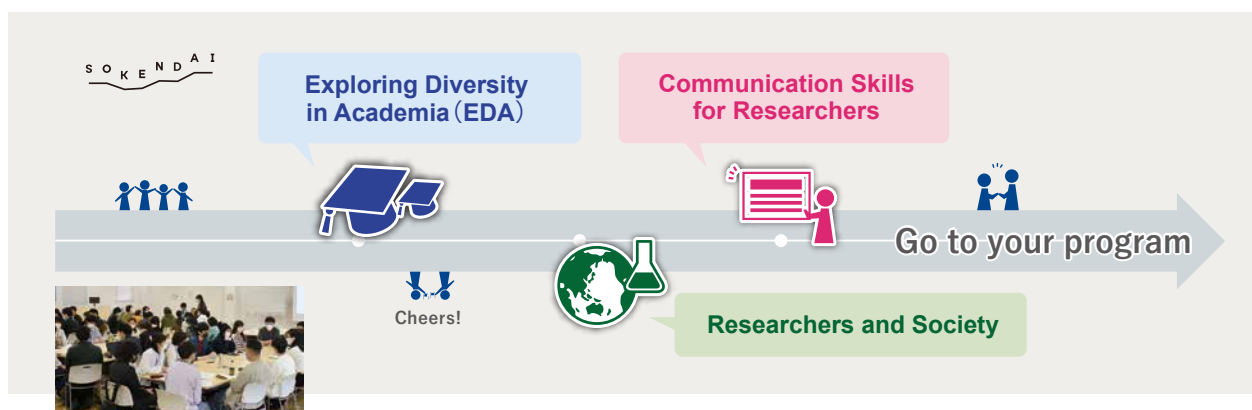 SOKENDAI
Exploring Diversity
in Academia（EDA）
Communication Skills
for Researchers
Go to your program
Cheers!
Researchers and Society